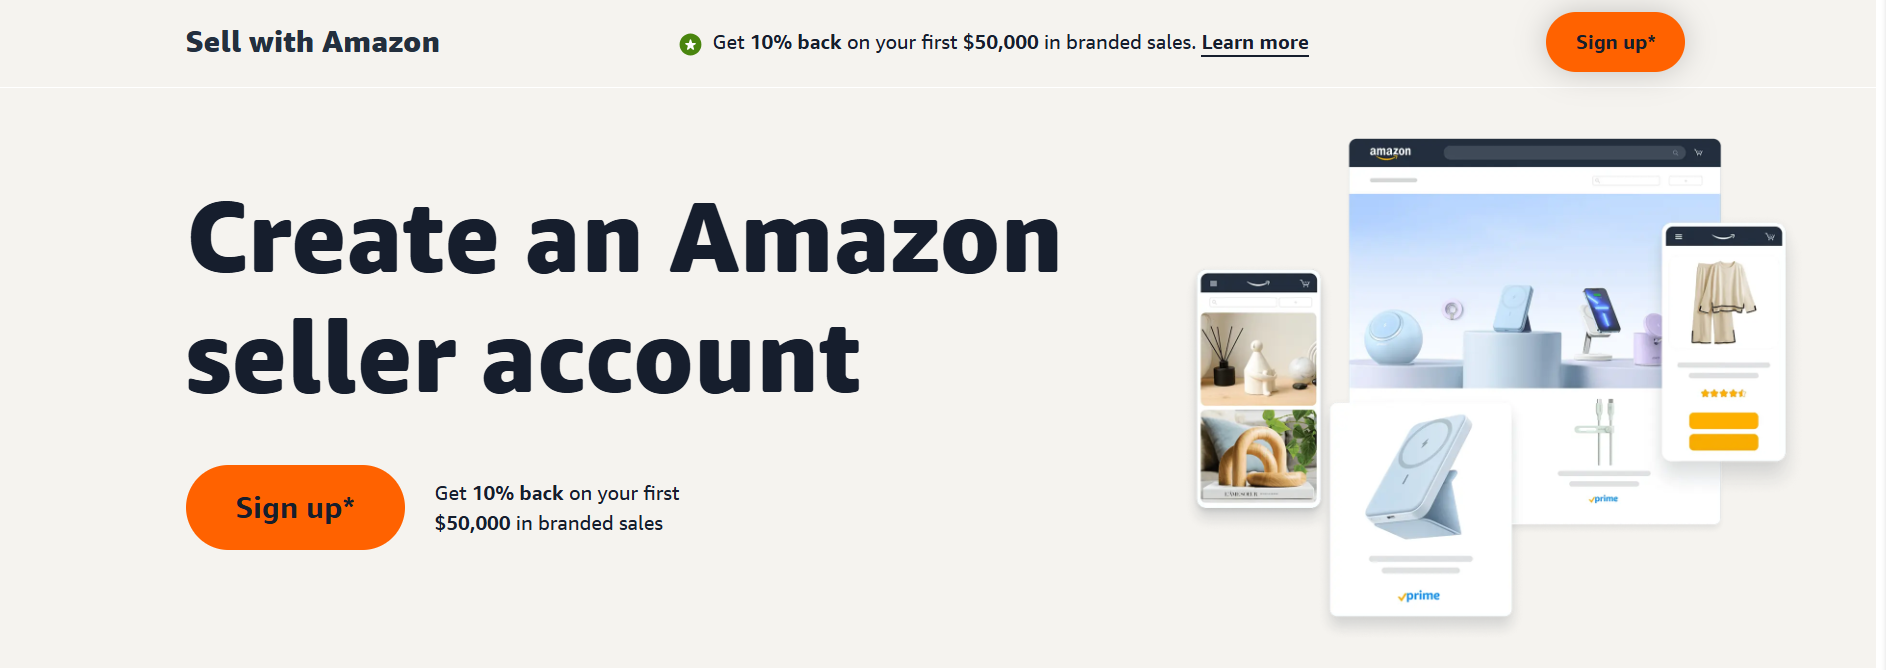 Sell with Amazon
Get 10% back on your first $50,000 in branded sales. Learn more
Sign up*
Create an Amazon
seller account
Sign up*
Get 10% back on your first
$50,000 in branded sales
amazon
prime
prime